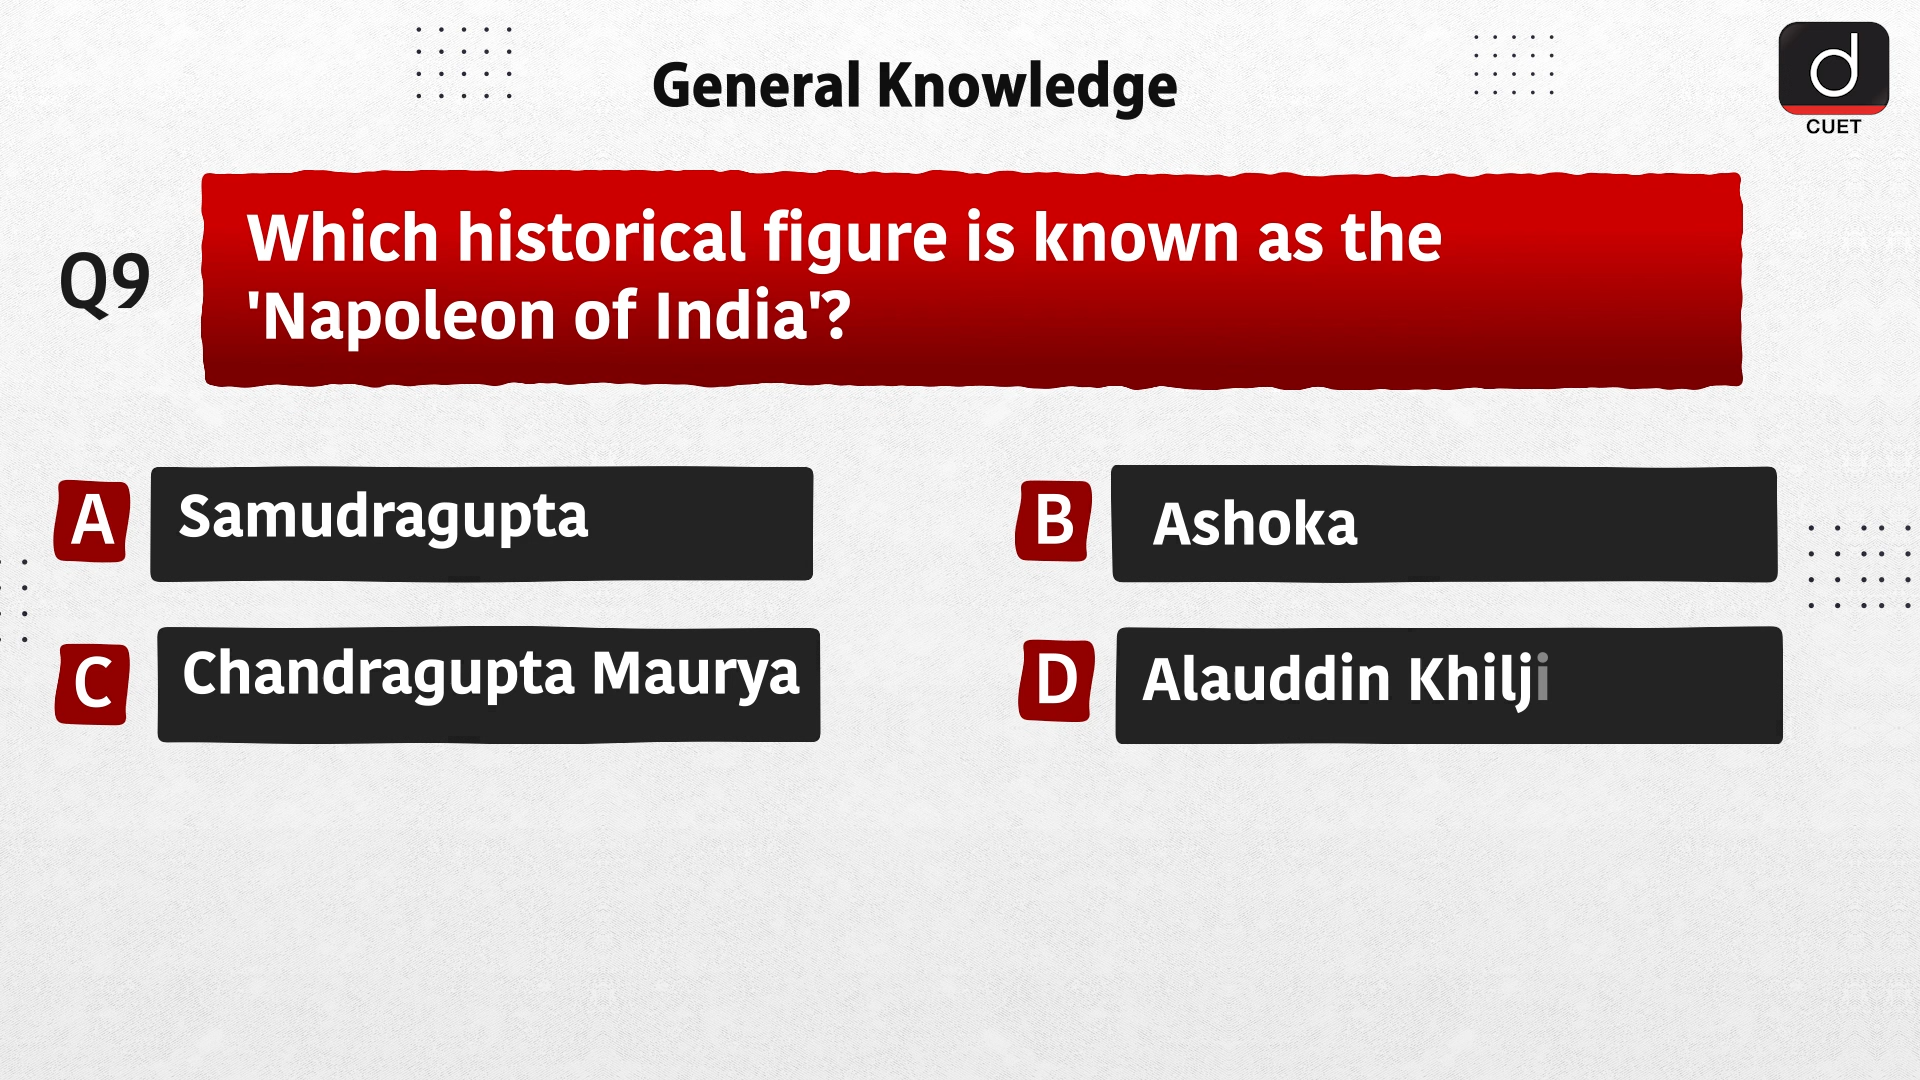 General Knowledge
d
CUET
Q9
Which historical figure is known as the
'Napoleon of India'?
A Samudragupta
B Ashoka
C Chandragupta Maurya
D Alauddin Khilji